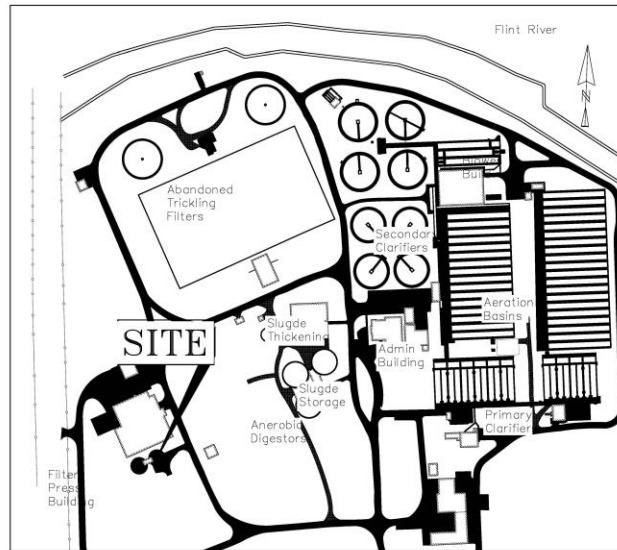 Flint River
N
Abandoned
Trickling
Filters
Secondary
Clarifiers
Aeration
Basins
Slugde
Thickening
SITE
Admin
Building
Slugde
Storage
Anerobic
Digestors
Primary
Clarifier
Filter
Press
Building